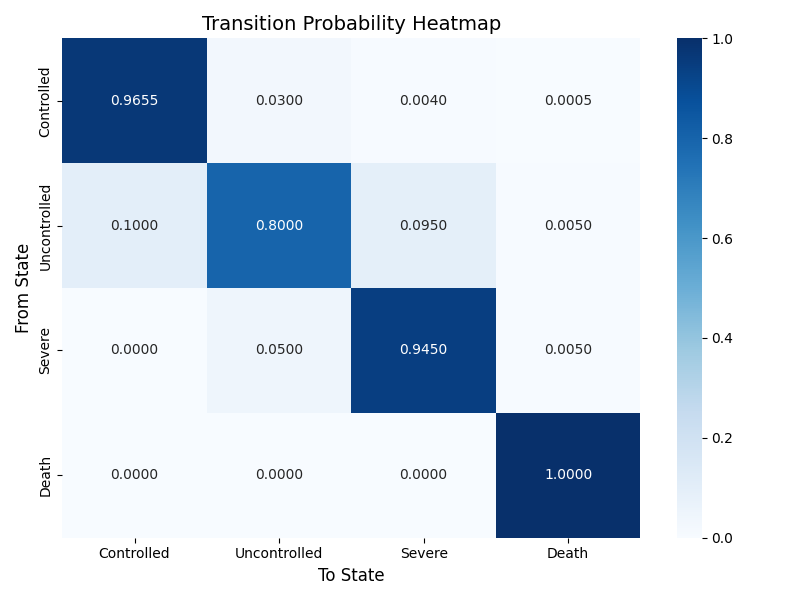 Transition Probability Heatmap
From State
Controlled
0.9655 0.0300 0.0040 0.0005
Uncontrolled
0.1000 0.8000 0.0950 0.0050
Severe
0.0000 0.0500 0.9450 0.0050
Death
0.0000 0.0000 0.0000 1.0000
Controlled Uncontrolled Severe Death
To State
1.0
0.8
0.6
0.4
0.2
0.0